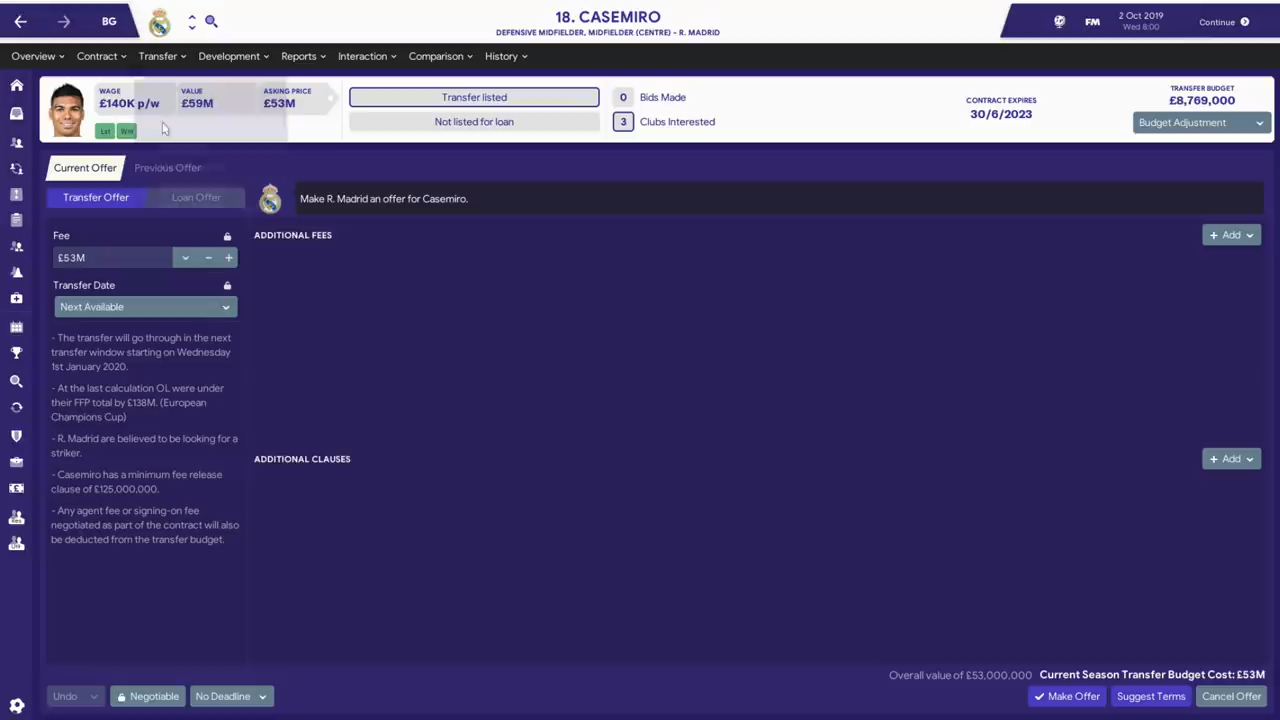 BG
18. CASEMIRO
DEFENSIVE MIDFIELDER, MIDFIELDER (CENTRE) - R. MADRID
FM
2 Oct 2019
Wed 8:00
Continue
Overview
Contract
Transfer
Development
Reports
Interaction
Comparison
History
WAGE
£140K p/w
VALUE
£59M
ASKING PRICE
£53M
Lst
Wnt
Transfer listed
Not listed for loan
0 Bids Made
3 Clubs Interested
CONTRACT EXPIRES
30/6/2023
TRANSFER BUDGET
£8,769,000
Budget Adjustment
Current Offer
Previous Offer
Transfer Offer
Loan Offer
Make R. Madrid an offer for Casemiro.
Fee
£53M
Transfer Date
Next Available
- The transfer will go through in the next
transfer window starting on Wednesday
1st January 2020.
- At the last calculation OL were under
their FFP total by £138M. (European
Champions Cup)
- R. Madrid are believed to be looking for a
striker.
- Casemiro has a minimum fee release
clause of £125,000,000.
- Any agent fee or signing-on fee
negotiated as part of the contract will also
be deducted from the transfer budget.
ADDITIONAL FEES
+ Add
ADDITIONAL CLAUSES
+ Add
Overall value of £53,000,000
Current Season Transfer Budget Cost: £53M
Undo
Negotiable
No Deadline
Make Offer
Suggest Terms
Cancel Offer